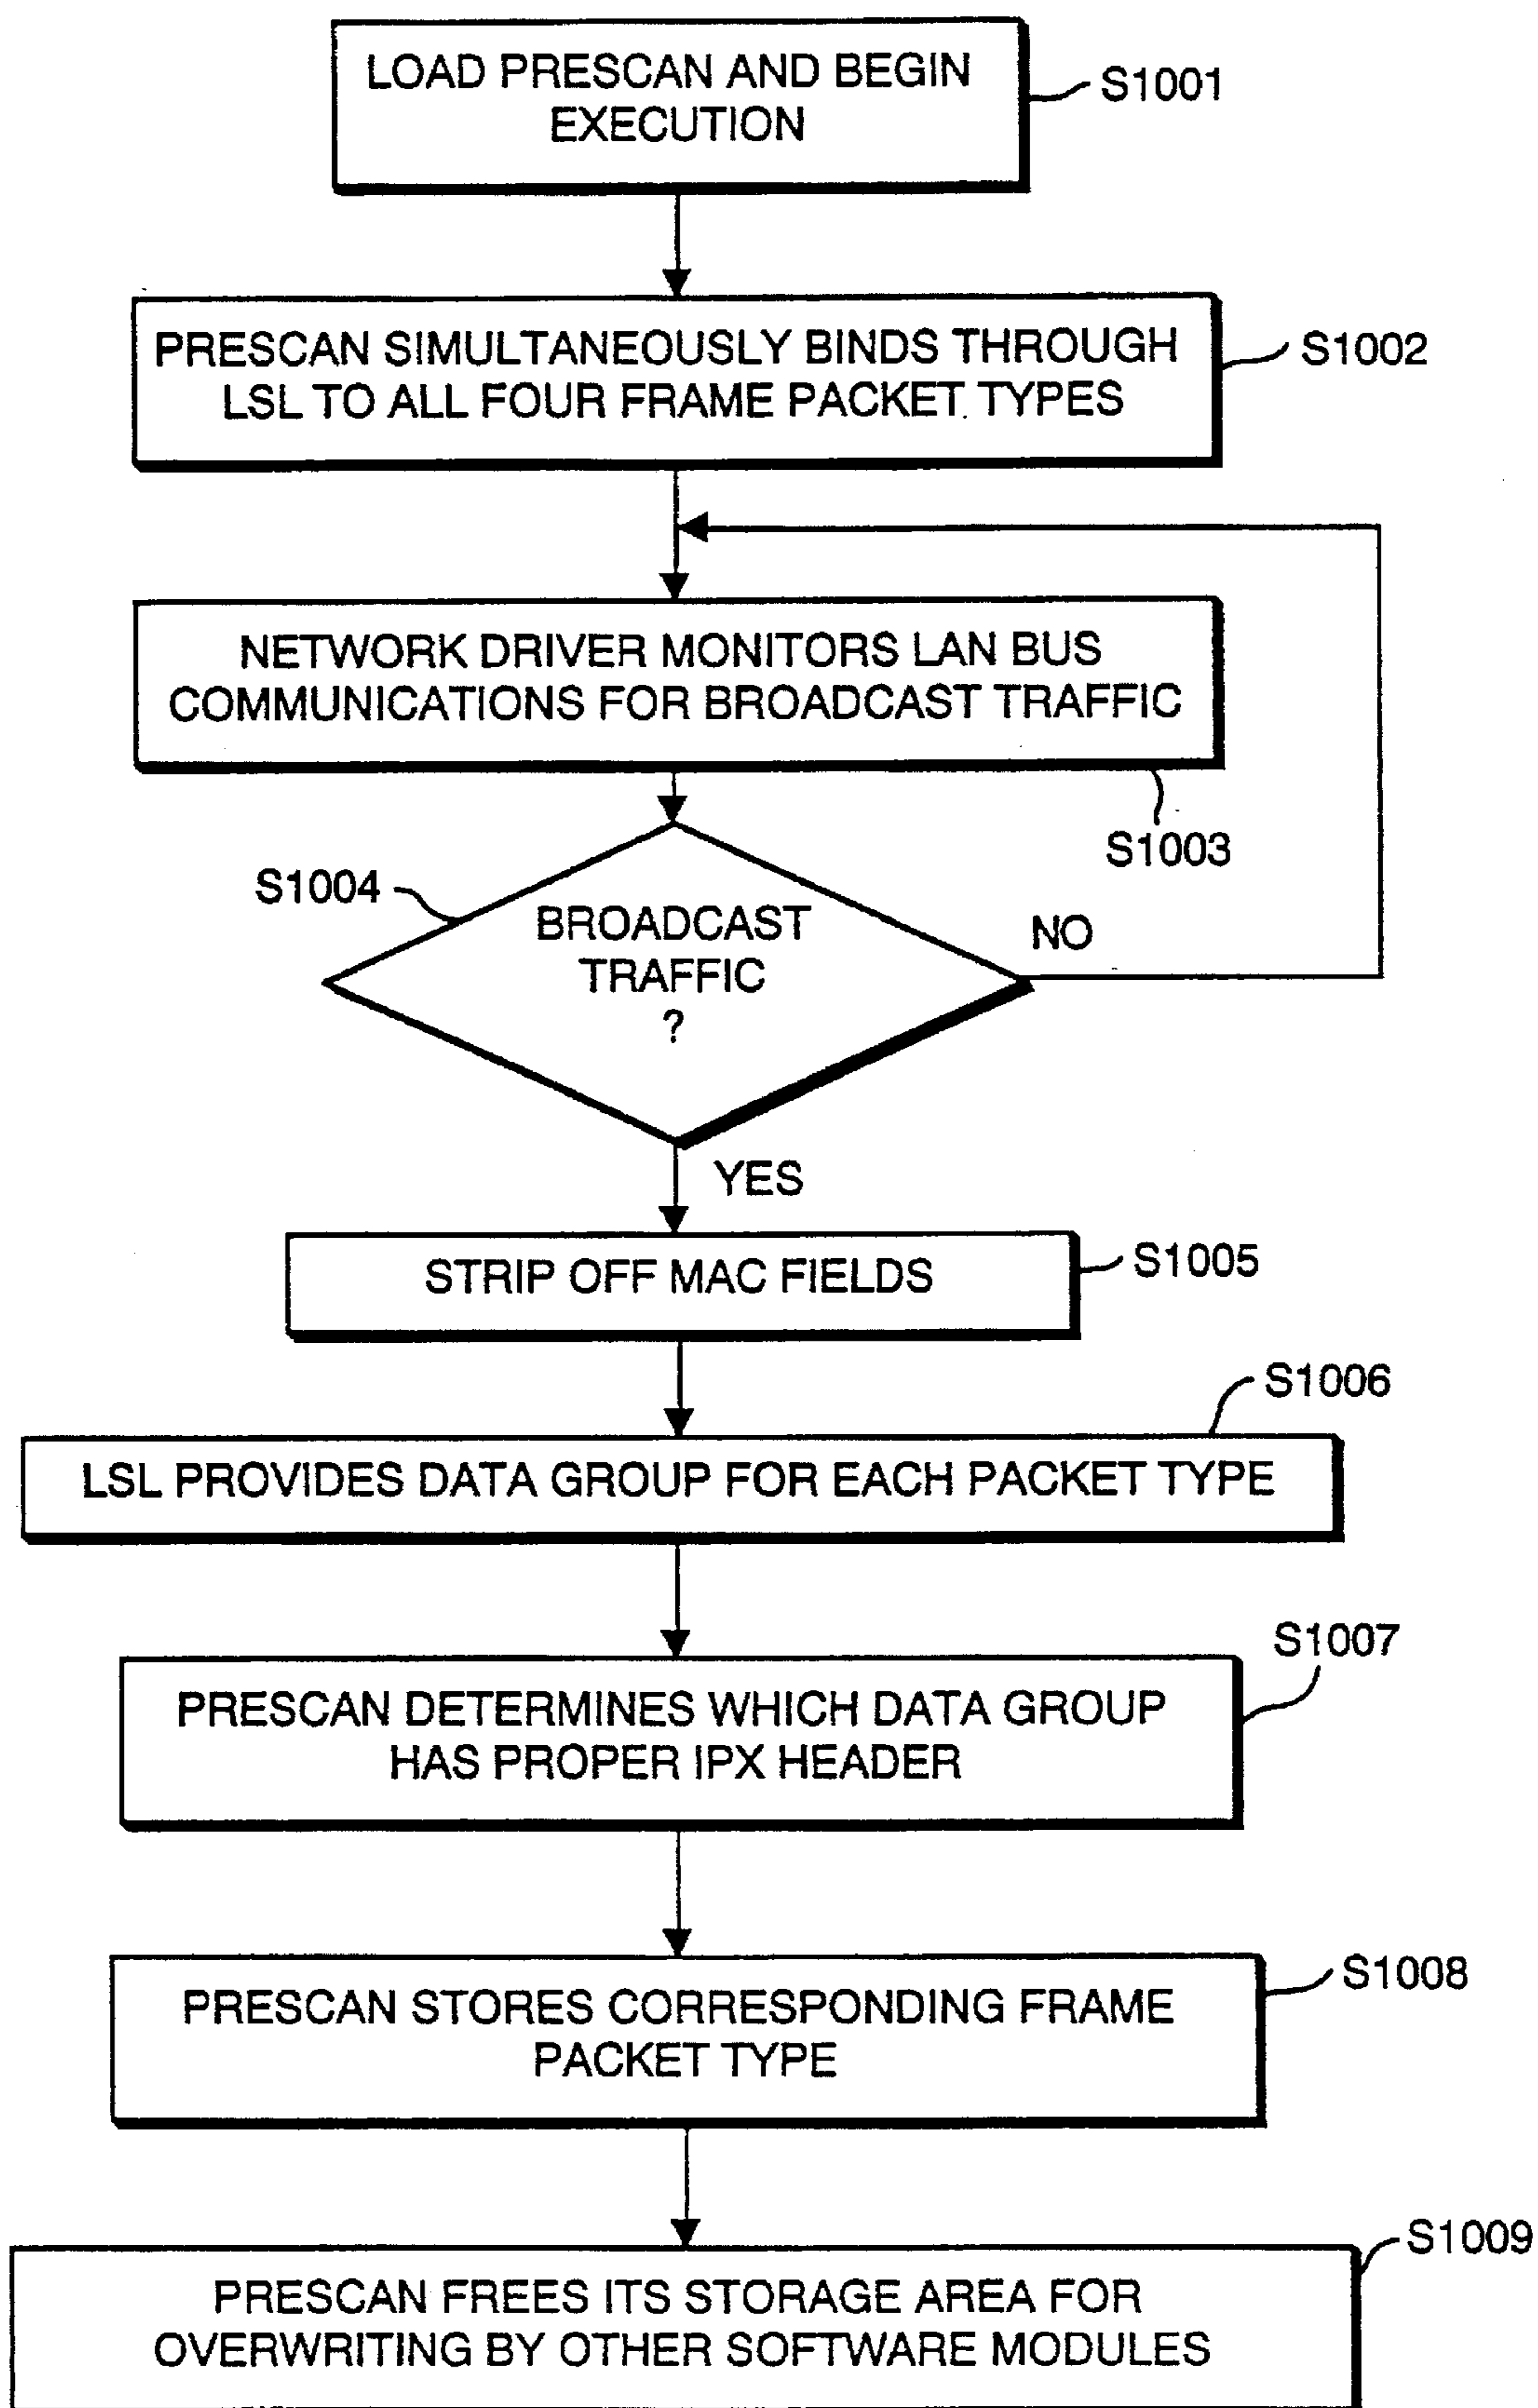 LOAD PRESCAN AND BEGIN
EXECUTION
S1001
PRESCAN SIMULTANEOUSLY BINDS THROUGH
LSL TO ALL FOUR FRAME PACKET TYPES
S1002
NETWORK DRIVER MONITORS LAN BUS
COMMUNICATIONS FOR BROADCAST TRAFFIC
S1003
S1004
BROADCAST
TRAFFIC
?
NO
YES
STRIP OFF MAC FIELDS
S1005
S1006
LSL PROVIDES DATA GROUP FOR EACH PACKET TYPE
S1007
PRESCAN DETERMINES WHICH DATA GROUP
HAS PROPER IPX HEADER
S1008
PRESCAN STORES CORRESPONDING FRAME
PACKET TYPE
S1009
PRESCAN FREES ITS STORAGE AREA FOR
OVERWRITING BY OTHER SOFTWARE MODULES